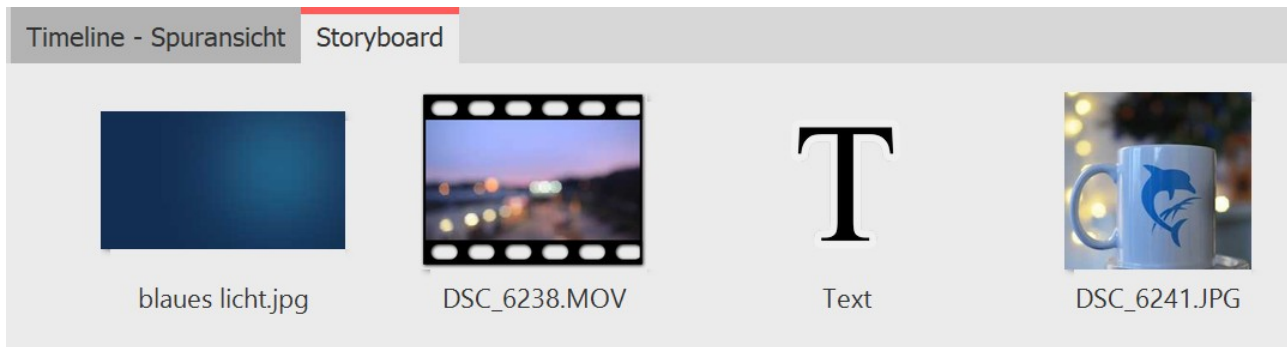 Timeline - Spuransicht Storyboard
T
blaues licht.jpg DSC_6238.MOV Text DSC_6241.JPG